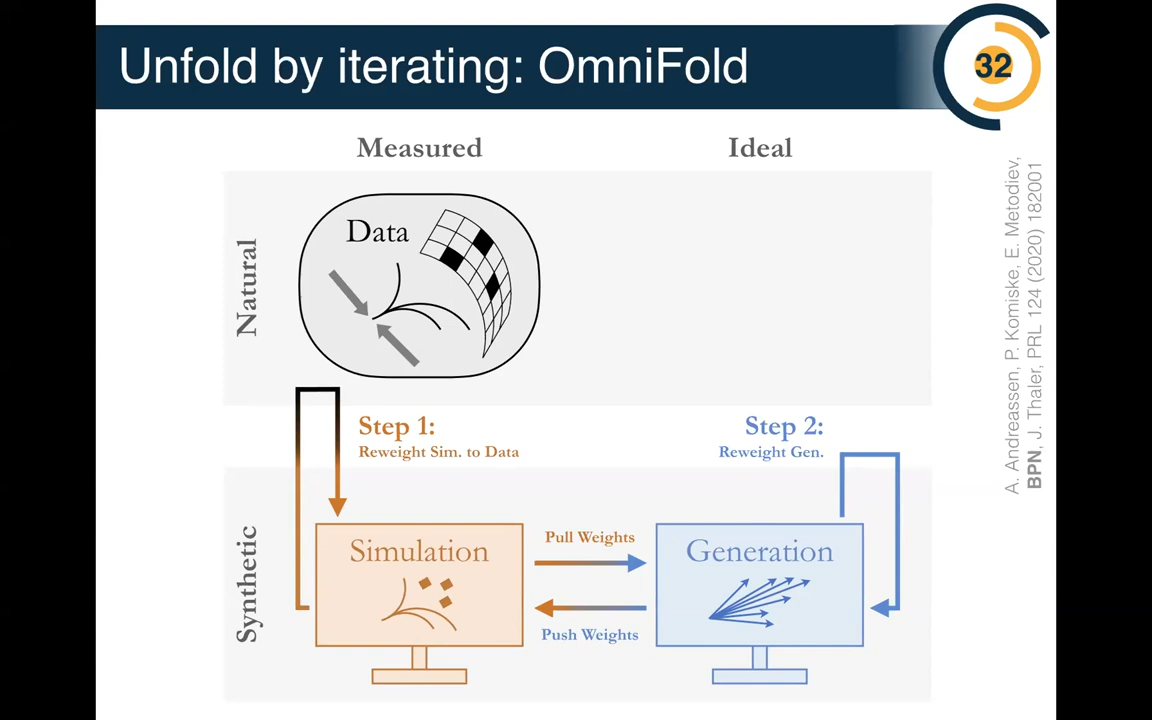 Unfold by iterating: OmniFold
32
Measured
Ideal
Natural
Data
Step 1:
Reweight Sim. to Data
Step 2:
Reweight Gen.
Synthetic
Simulation
Pull Weights
Push Weights
Generation
A. Andreassen, P. Komiske, E. Metodiev,
BPN, J. Thaler, PRL 124 (2020) 182001